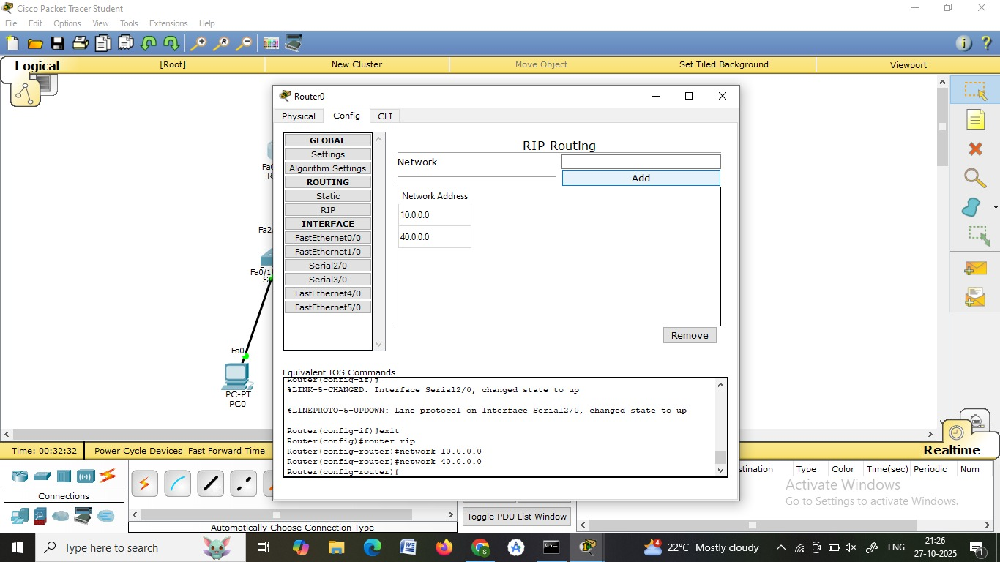 Cisco Packet Tracer Student
File Edit Options View Tools Extensions Help
Logical [Root] New Cluster Move Object Set Tiled Background Viewport
Router0
Physical Config CLI
GLOBAL
Settings
Algorithm Settings
ROUTING
Static
RIP
INTERFACE
FastEthernet0/0
FastEthernet1/0
Serial2/0
Serial3/0
FastEthernet4/0
FastEthernet5/0
RIP Routing
Network
Add
Network Address
10.0.0.0
40.0.0.0
Remove
Equivalent IOS Commands
Router(config-if)#
%LINK-5-CHANGED: Interface Serial2/0, changed state to up
%LINEPROTO-5-UPDOWN: Line protocol on Interface Serial2/0, changed state to up
Router(config-if)#exit
Router(config)#router rip
Router(config-router)#network 10.0.0.0
Router(config-router)#network 40.0.0.0
Router(config-router)#
Fa0/1
Fa0
PC-PT
PC0
Time: 00:32:32 Power Cycle Devices Fast Forward Time
Realtime
Connections
Automatically Choose Connection Type
Toggle PDU List Window
Type Color Time(sec) Periodic Num
Activate Windows
Go to Settings to activate Windows.
Type here to search
22°C Mostly cloudy
ENG
21:26
27-10-2025